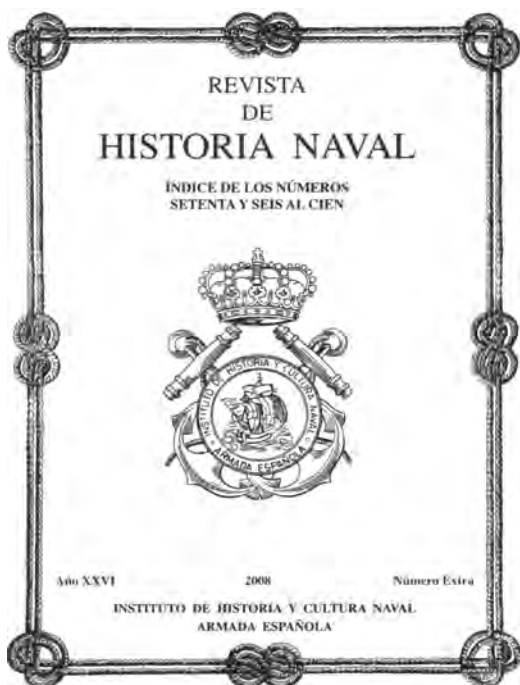 REVISTA
DE
HISTORIA NAVAL
ÍNDICE DE LOS NÚMEROS
SETENTA Y SEIS AL CIEN
INSTITUTO DE HISTORIA Y CULTURA NAVAL
ARMADA ESPAÑOLA
Año XXVI 2008 Número Extra
INSTITUTO DE HISTORIA Y CULTURA NAVAL
ARMADA ESPAÑOLA